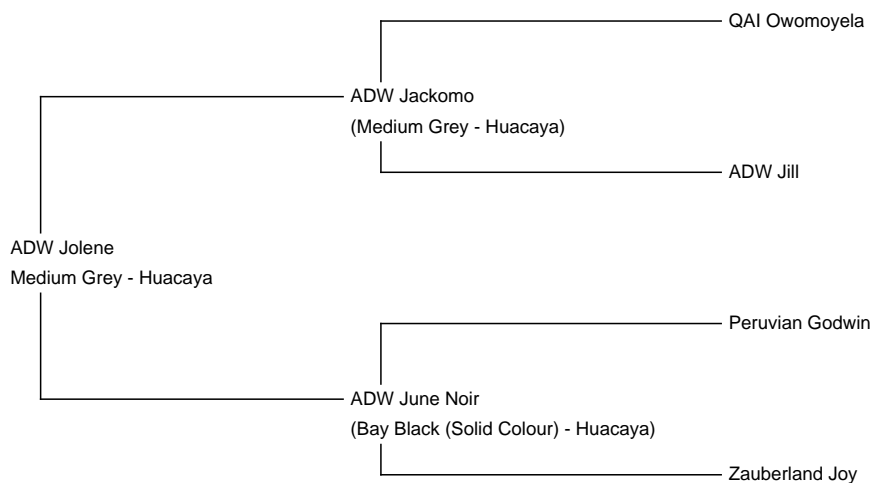 QAI Owomoyela
ADW Jackomo
(Medium Grey - Huacaya)
ADW Jill
ADW Jolene
Medium Grey - Huacaya
Peruvian Godwin
ADW June Noir
(Bay Black (Solid Colour) - Huacaya)
Zauberland Joy